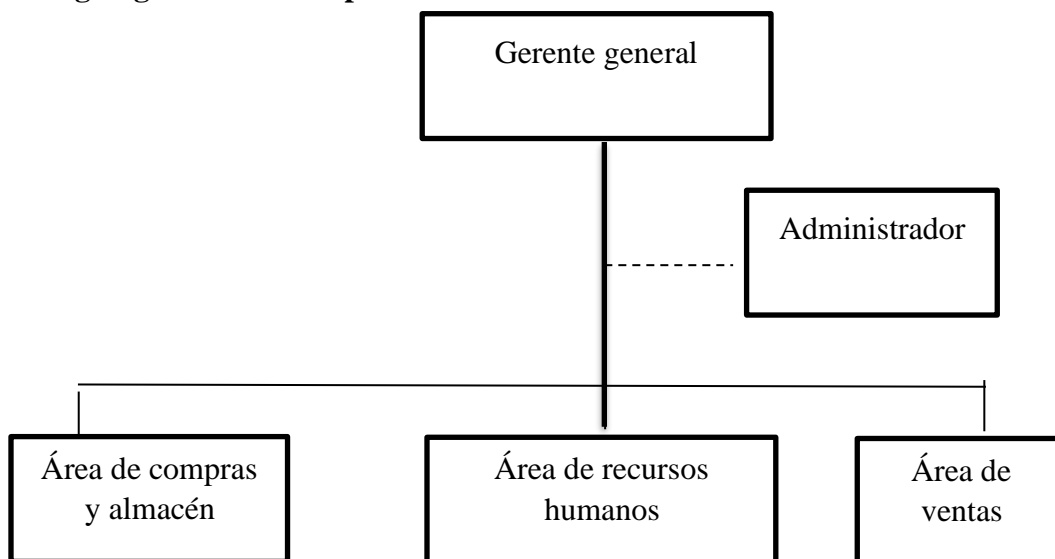 Gerente general
Administrador
Área de compras
y almacén
Área de recursos
humanos
Área de
ventas